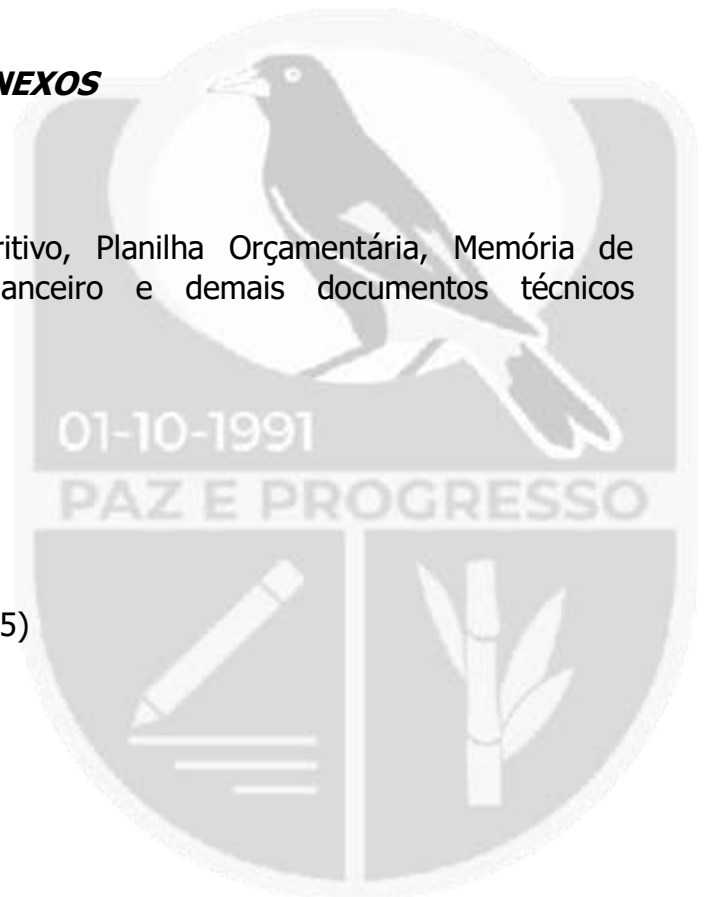 NEXOS
ritivo, Planilha Orçamentária, Memória de
anceiro e demais documentos técnicos
01-10-1991
PAZ E PROGRESSO
5)